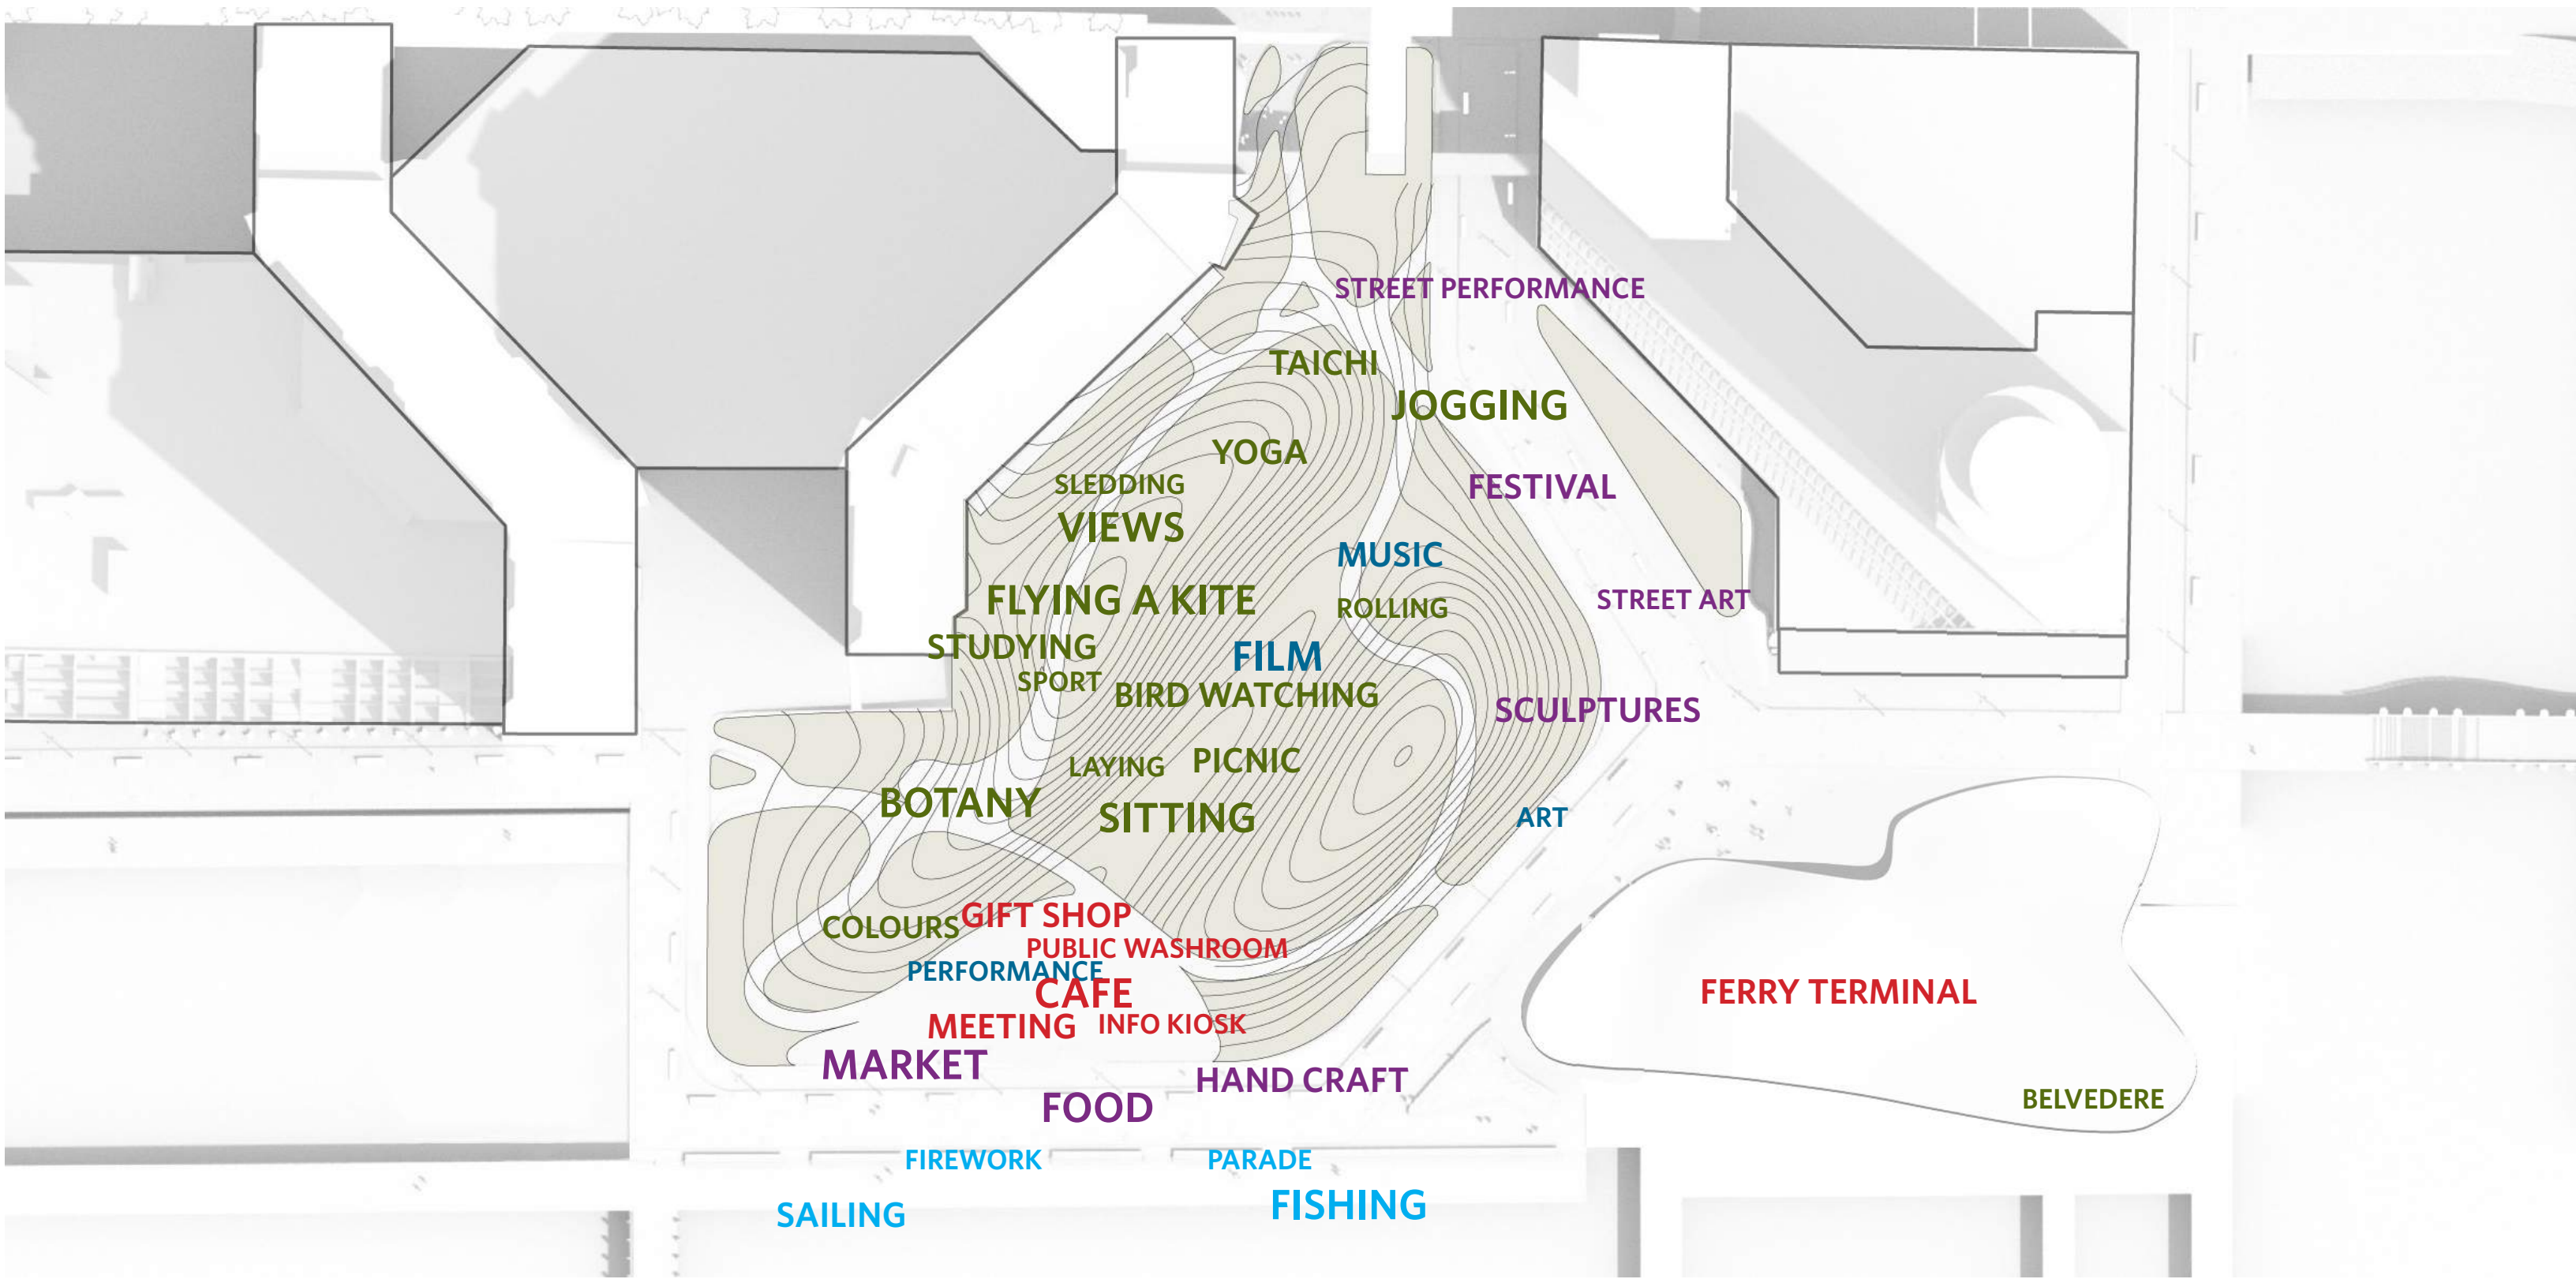 STREET PERFORMANCE
TAICHI
JOGGING
YOGA
SLEDDING
FESTIVAL
VIEWS
MUSIC
FLYING A KITE
ROLLING
STREET ART
STUDYING
FILM
SPORT
BIRD WATCHING
SCULPTURES
LAYING
PICNIC
BOTANY
SITTING
ART
COLOURS
GIFT SHOP
PUBLIC WASHROOM
PERFORMANCE
CAFE
FERRY TERMINAL
MEETING
INFO KIOSK
MARKET
HAND CRAFT
FOOD
BELVEDERE
FIREWORK
PARADE
SAILING
FISHING